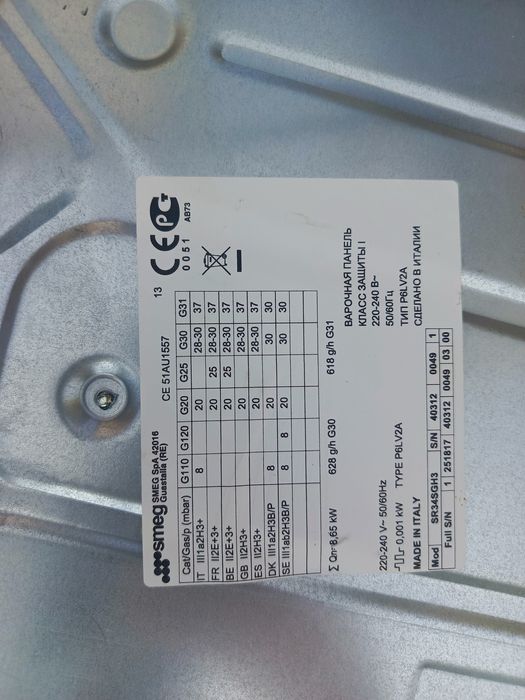 smeg
SMEG SpA 42016
Guastalla (RE)
CE 51AU1557
13
CE
0051
AB73
Cat/Gas/p (mbar) G110 G120 G20 G25 G30 G31
IT III1a2H3+ 8 20 28-30 37
FR II2E+3+ 20 25 28-30 37
BE II2E+3+ 20 25 28-30 37
GB II2H3+ 20 28-30 37
ES II2H3+ 20 28-30 37
DK III1a2H3B/P 8 20 30 30
SE III1ab2H3B/P 8 8 20 30 30
Σ Qn= 8,65 kW 628 g/h G30 618 g/h G31
220-240 V~ 50/60Hz
0,001 kW TYPE P6LV2A
MADE IN ITALY
ВАРОЧНАЯ ПАНЕЛЬ
КЛАСС ЗАЩИТЫ I
220-240 В~
50/60Гц
ТИП P6LV2A
СДЕЛАНО В ИТАЛИИ
Mod SR34SGH3 S/N 40312 0049 1
Full S/N 1 251817 40312 0049 03 00